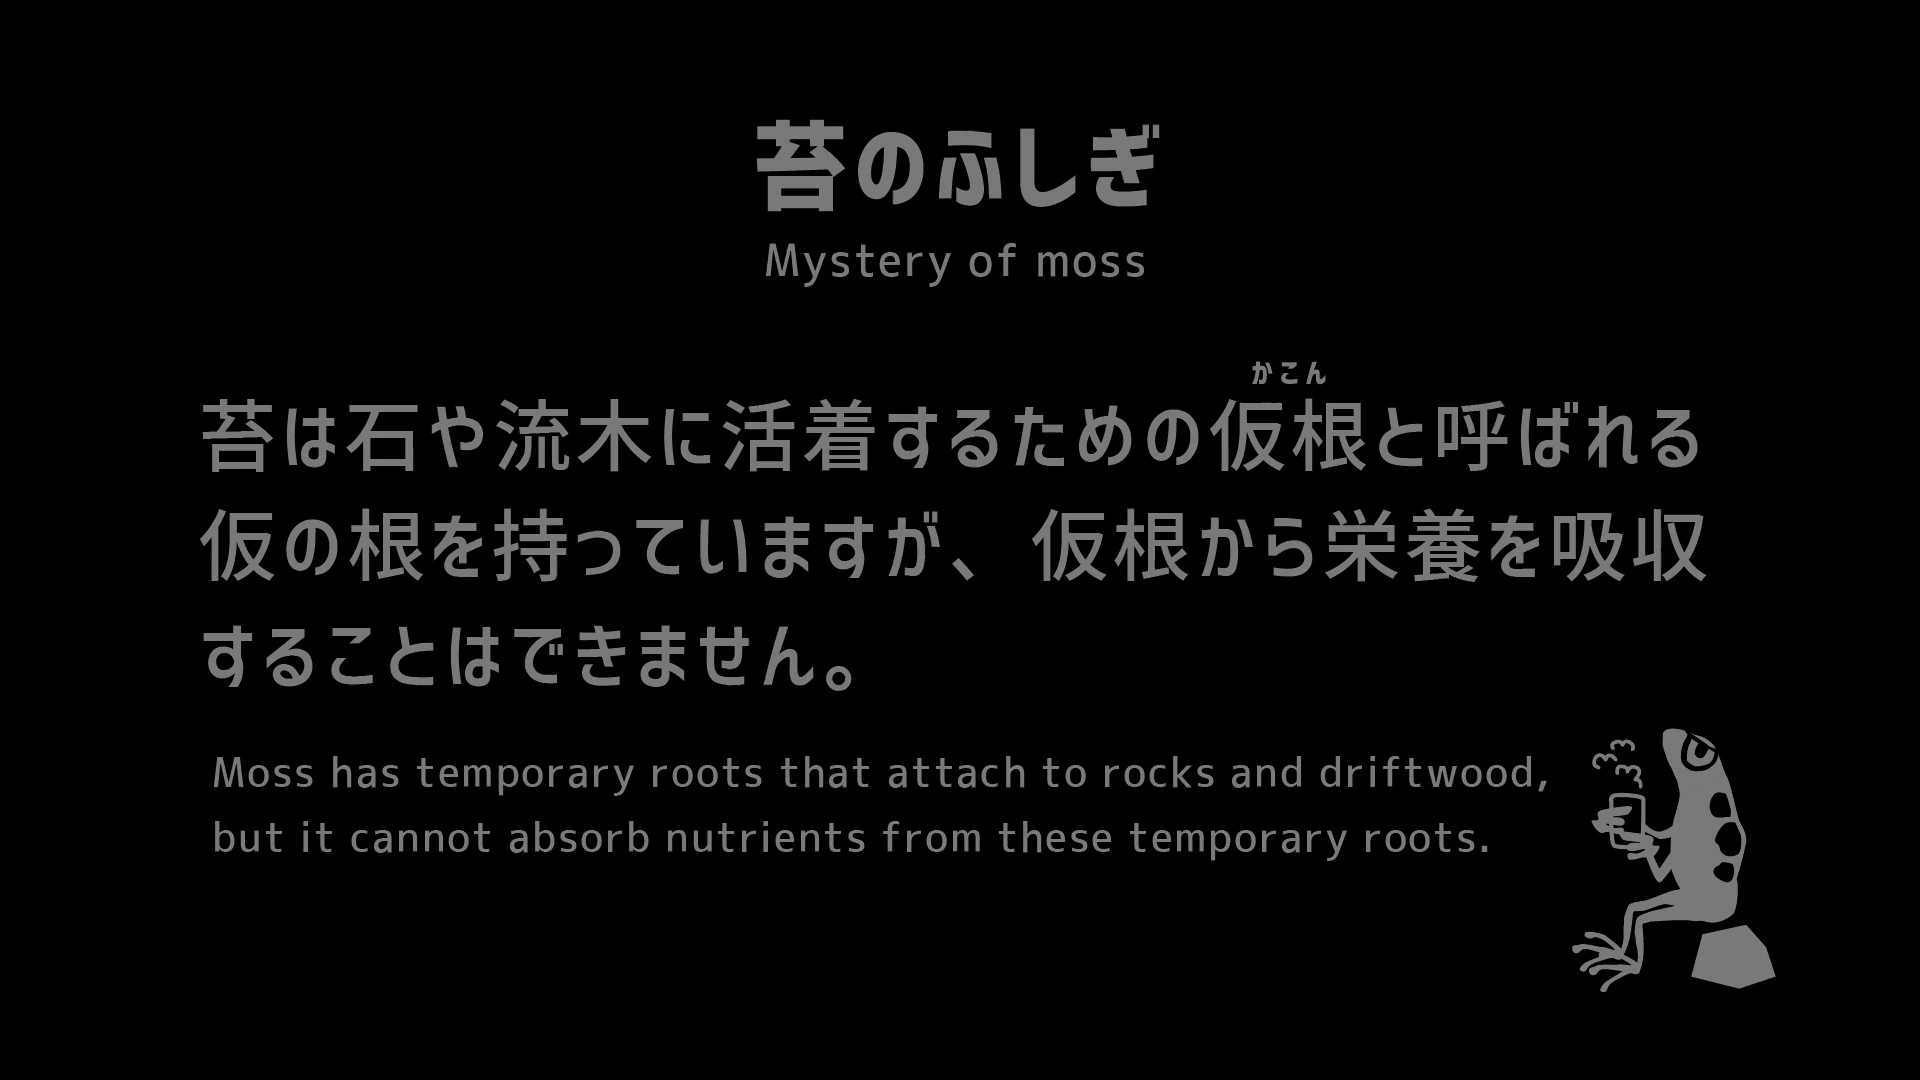 苔のふしぎ
Mystery of moss
かこん
苔は石や流木に活着するための仮根と呼ばれる
仮の根を持っていますが、仮根から栄養を吸収
することはできません。
Moss has temporary roots that attach to rocks and driftwood,
but it cannot absorb nutrients from these temporary roots.